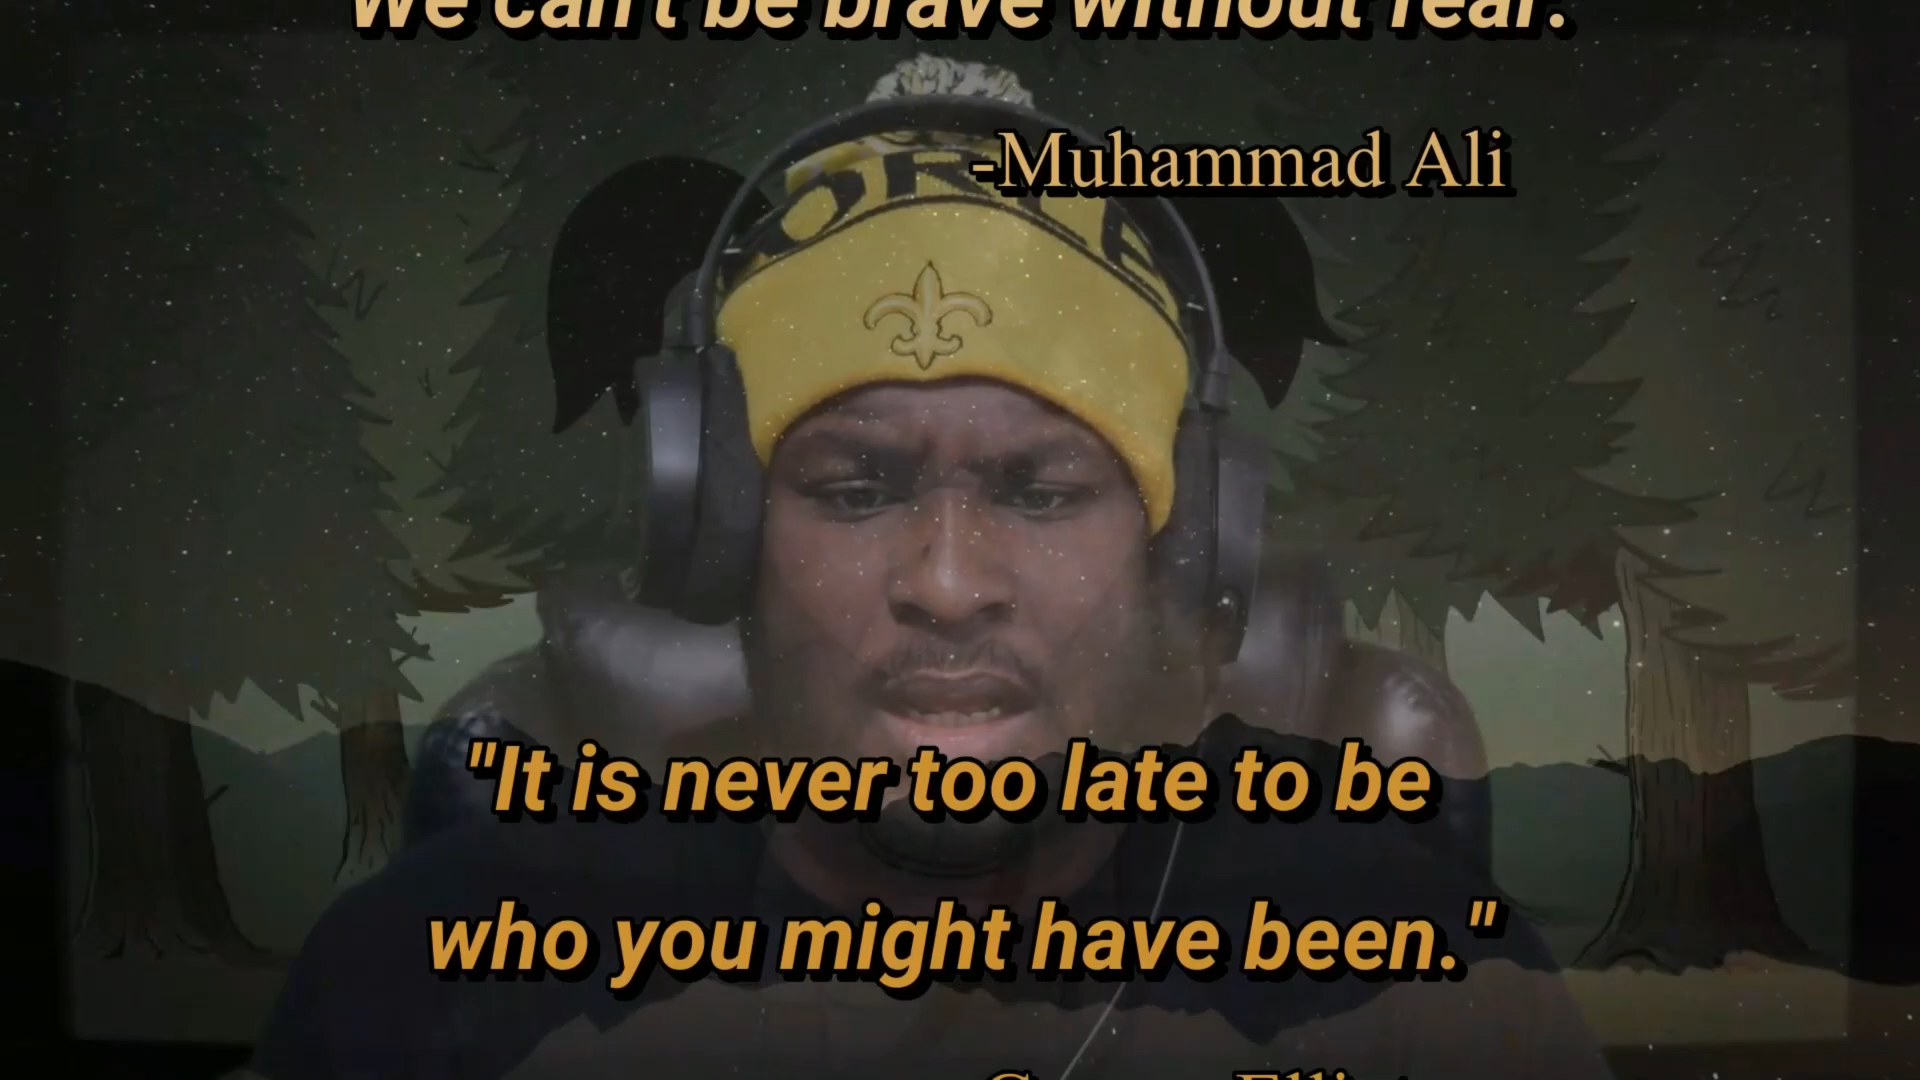 We can't be brave without fear.
-Muhammad Ali
"It is never too late to be
who you might have been."